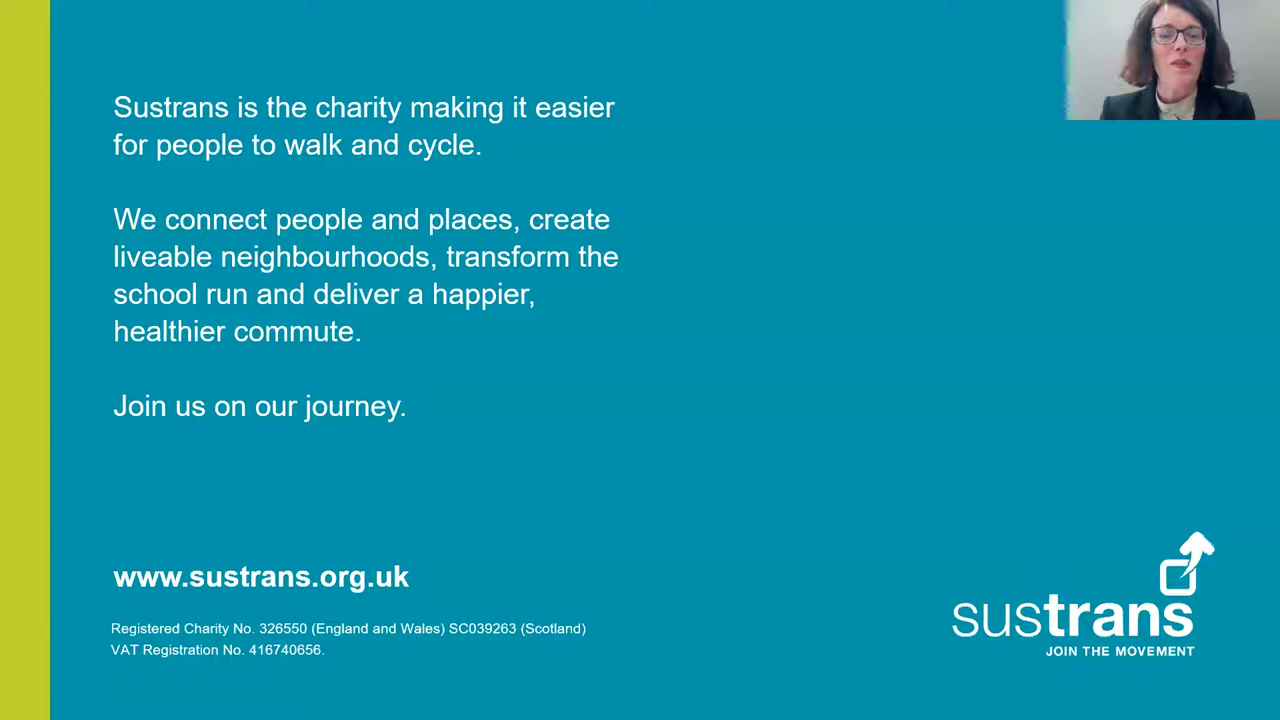 Sustrans is the charity making it easier
for people to walk and cycle.
We connect people and places, create
liveable neighbourhoods, transform the
school run and deliver a happier,
healthier commute.
Join us on our journey.
www.sustrans.org.uk
Registered Charity No. 326550 (England and Wales) SC039263 (Scotland)
VAT Registration No. 416740656.
sustrans
JOIN THE MOVEMENT